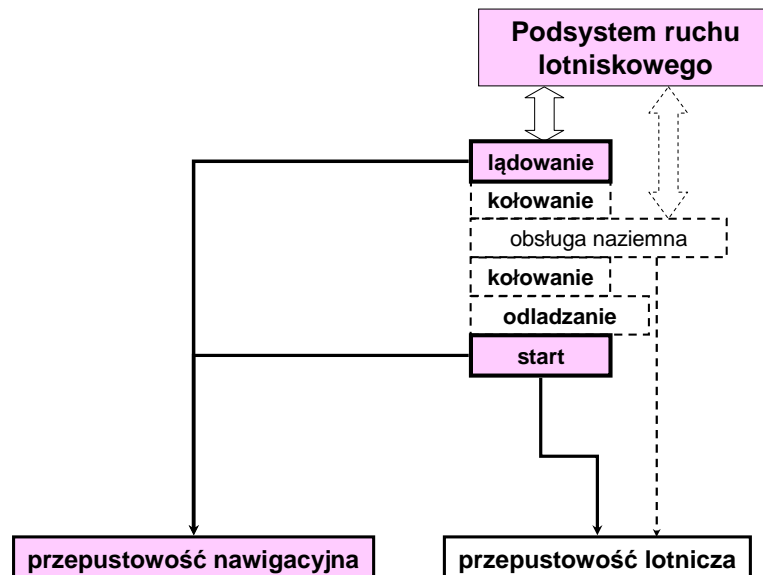 Podsystem ruchu
lotniskowego
lądowanie
kołowanie
obsługa naziemna
kołowanie
odladzanie
start
przepustowość nawigacyjna
przepustowość lotnicza